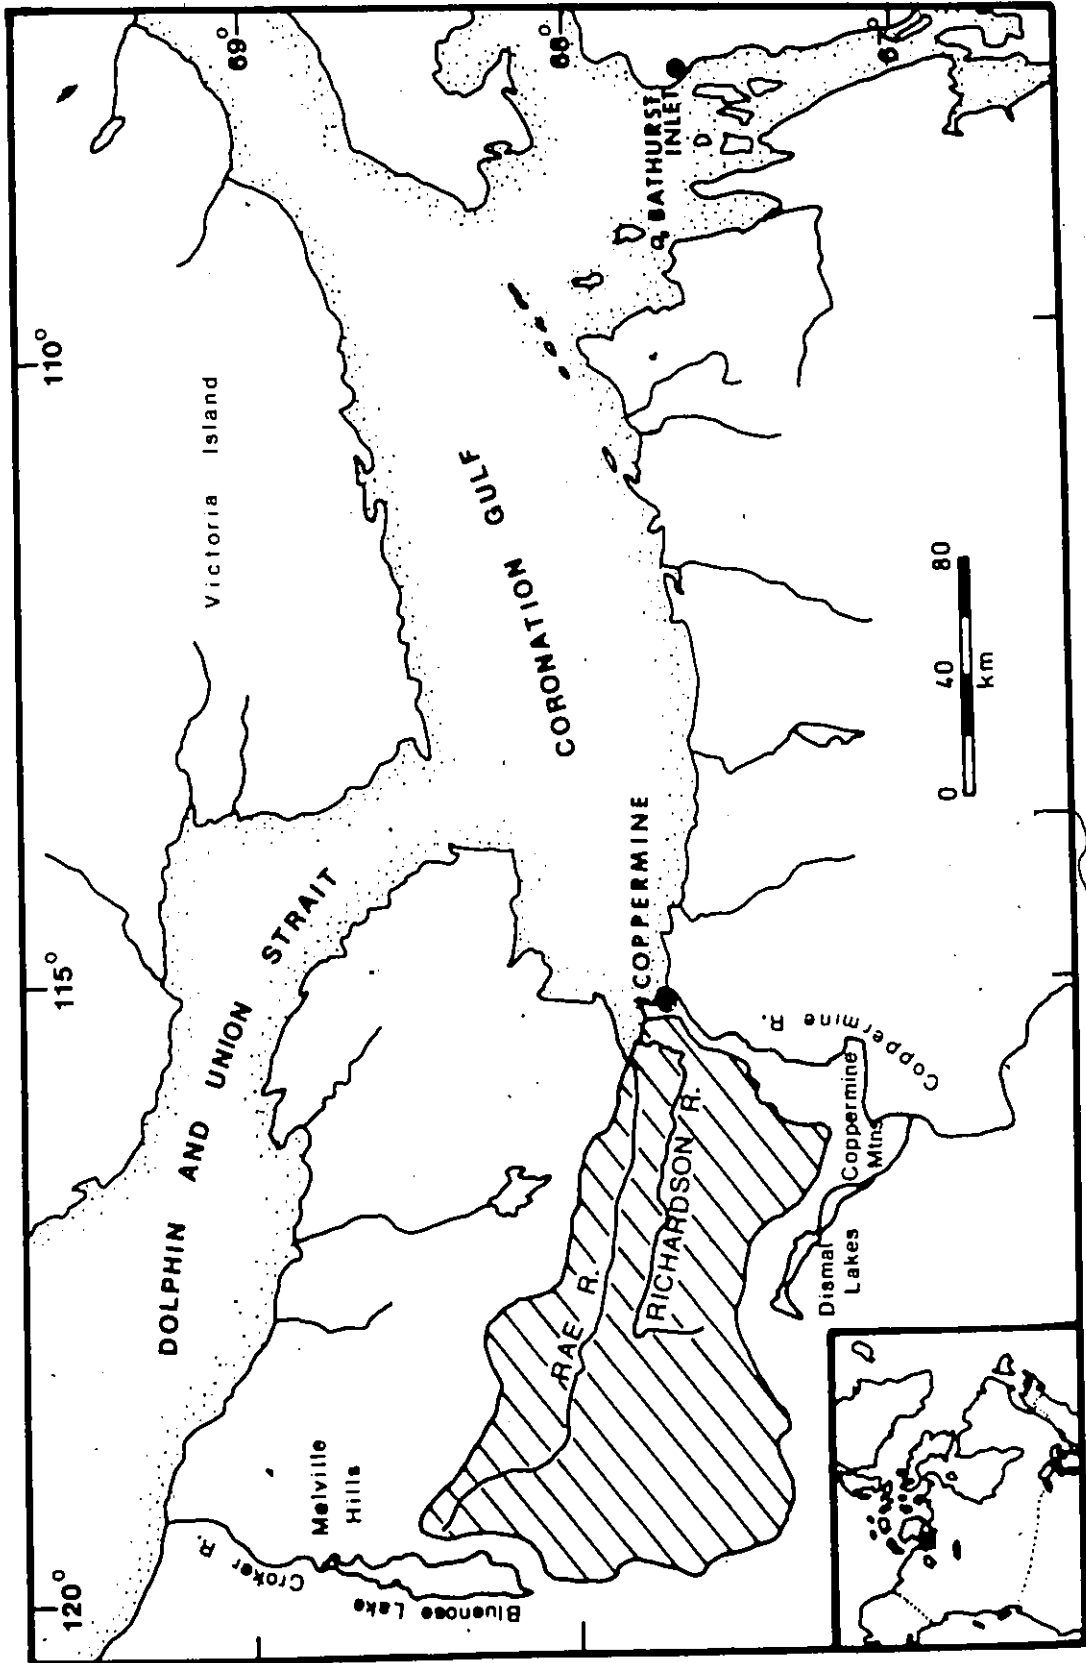 120°
115°
110°
69°
68°
67°
Victoria Island
DOLPHIN AND UNION
STRAIT
CORONATION GULF
BATHURST
INLET
COPPERMINE
Croker R.
Melville
Hills
Bluenose Lake
RAE R.
RICHARDSON R.
Coppermine R.
Coppermine
Mtns
Dismal
Lakes
0 40 80
km